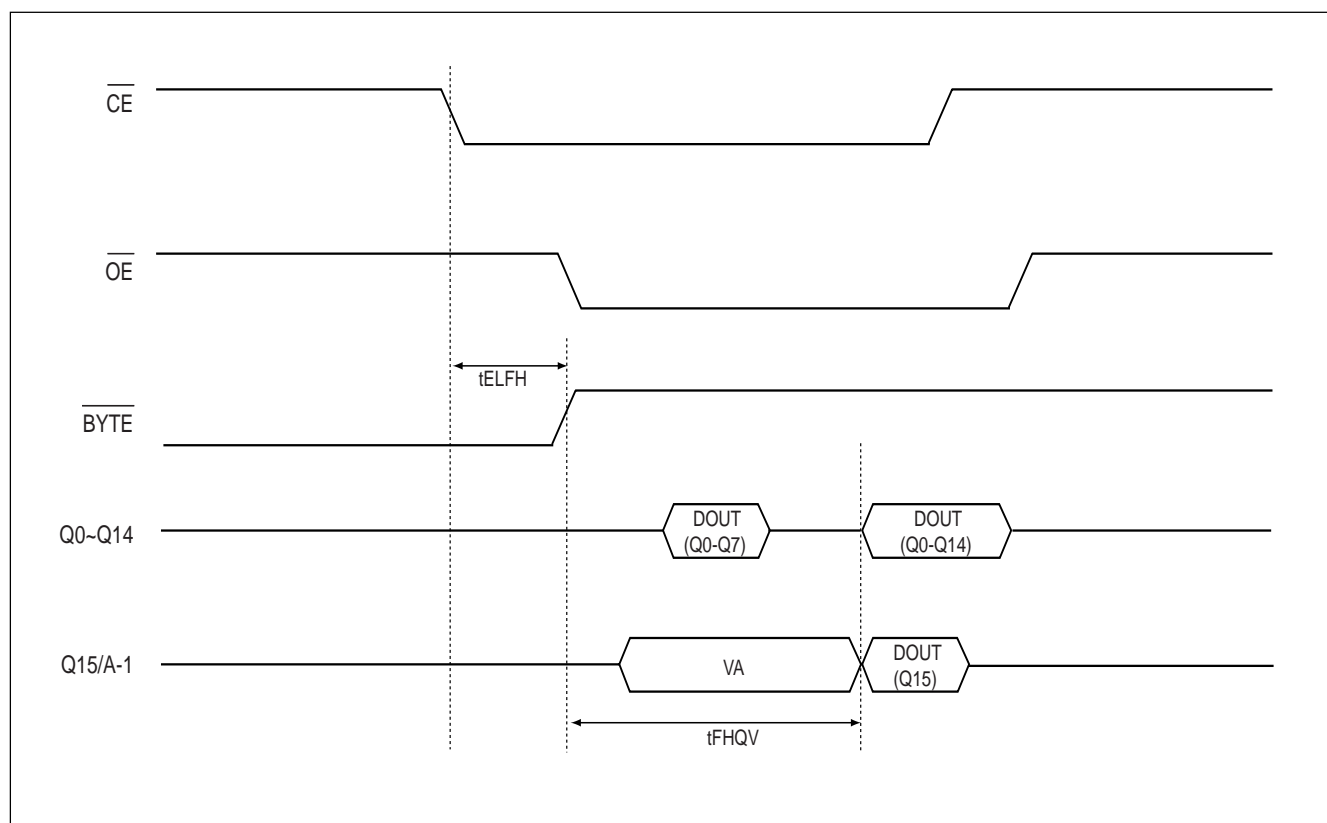 CE
OE
tELFH
BYTE
Q0~Q14
DOUT
(Q0-Q7)
DOUT
(Q0-Q14)
Q15/A-1
VA
DOUT
(Q15)
tFHQV